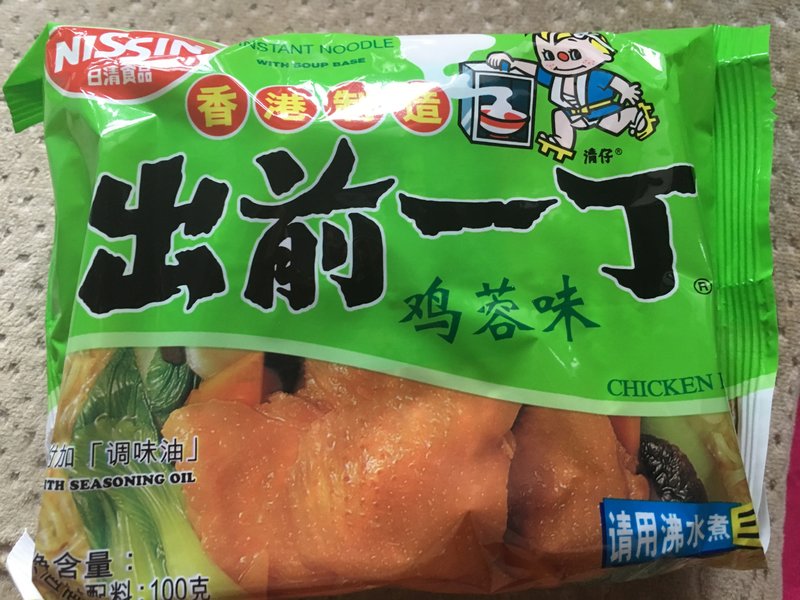 NISSIN
日清食品
INSTANT NOODLE
WITH SOUP BASE
香港制造
清仔®
出前一丁®
鸡蓉味
CHICKEN
加「调味油」
WITH SEASONING OIL
请用沸水煮
含量:
配料:100克